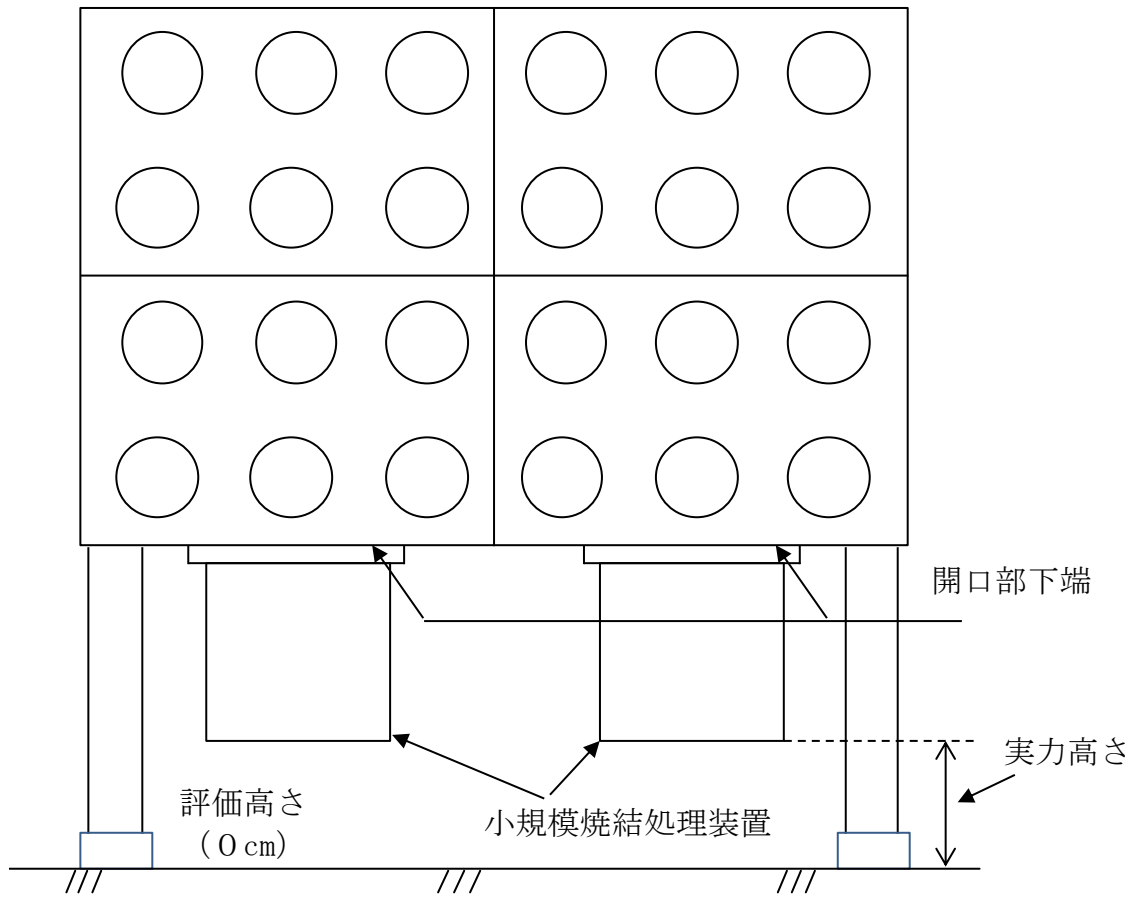 開口部下端
実力高さ
評価高さ
(0cm)
小規模焼結処理装置